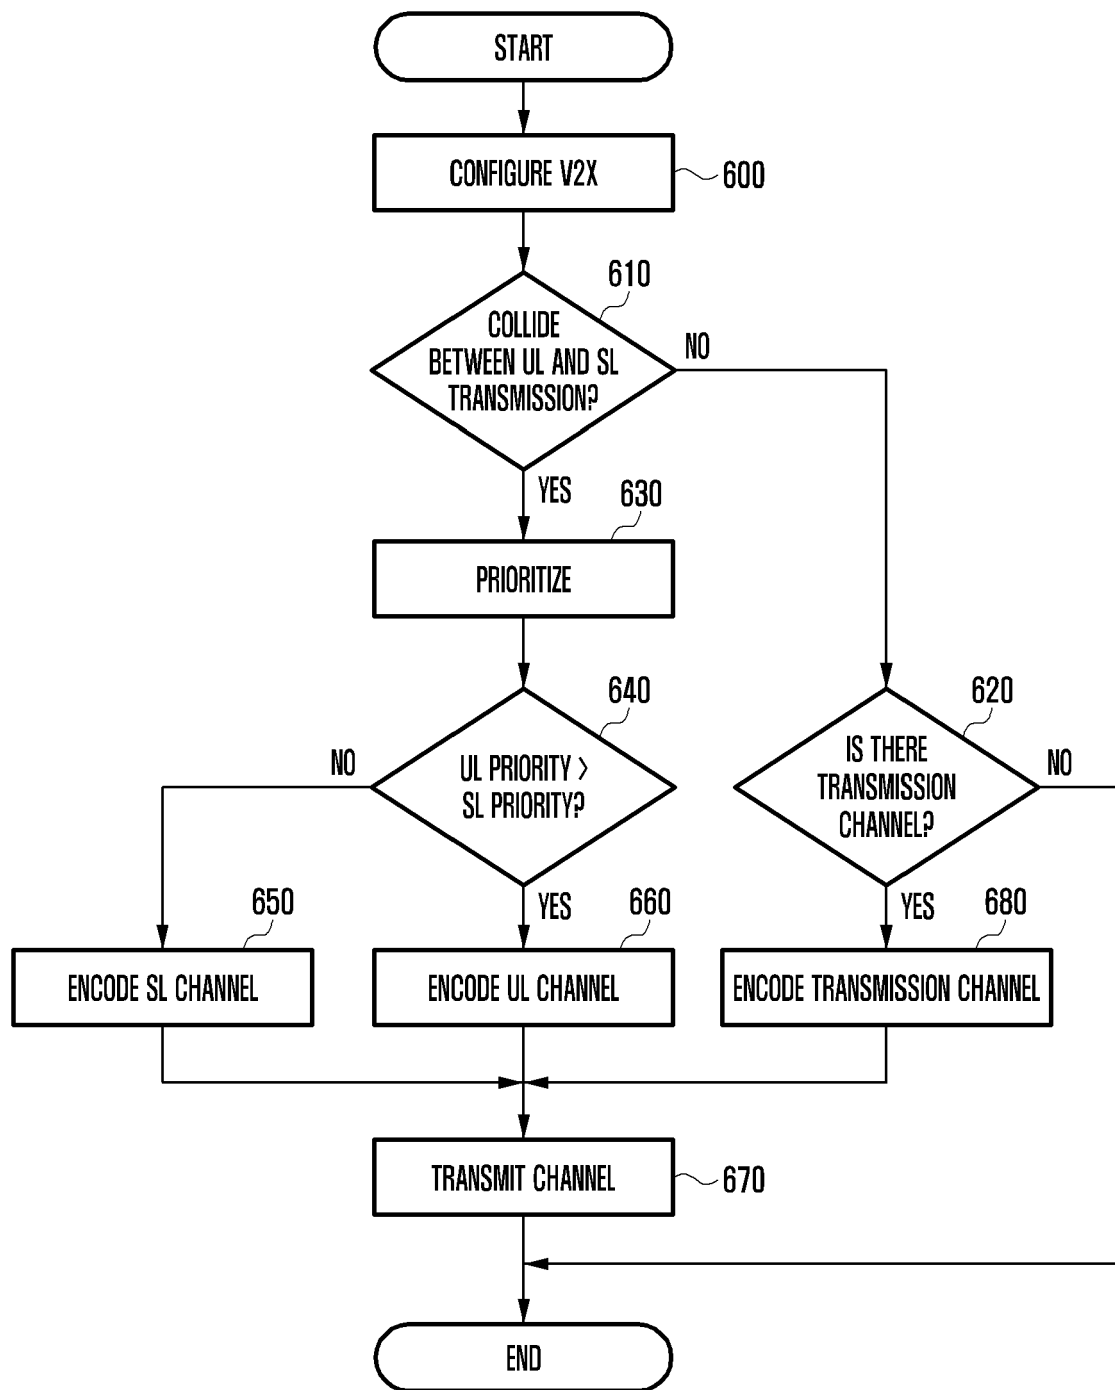 START
CONFIGURE V2X
600
610
COLLIDE
BETWEEN UL AND SL
TRANSMISSION?
NO
YES
630
PRIORITIZE
640
620
NO
UL PRIORITY >
SL PRIORITY?
IS THERE
TRANSMISSION
CHANNEL?
NO
YES
YES
650
660
680
ENCODE SL CHANNEL
ENCODE UL CHANNEL
ENCODE TRANSMISSION CHANNEL
TRANSMIT CHANNEL
670
END